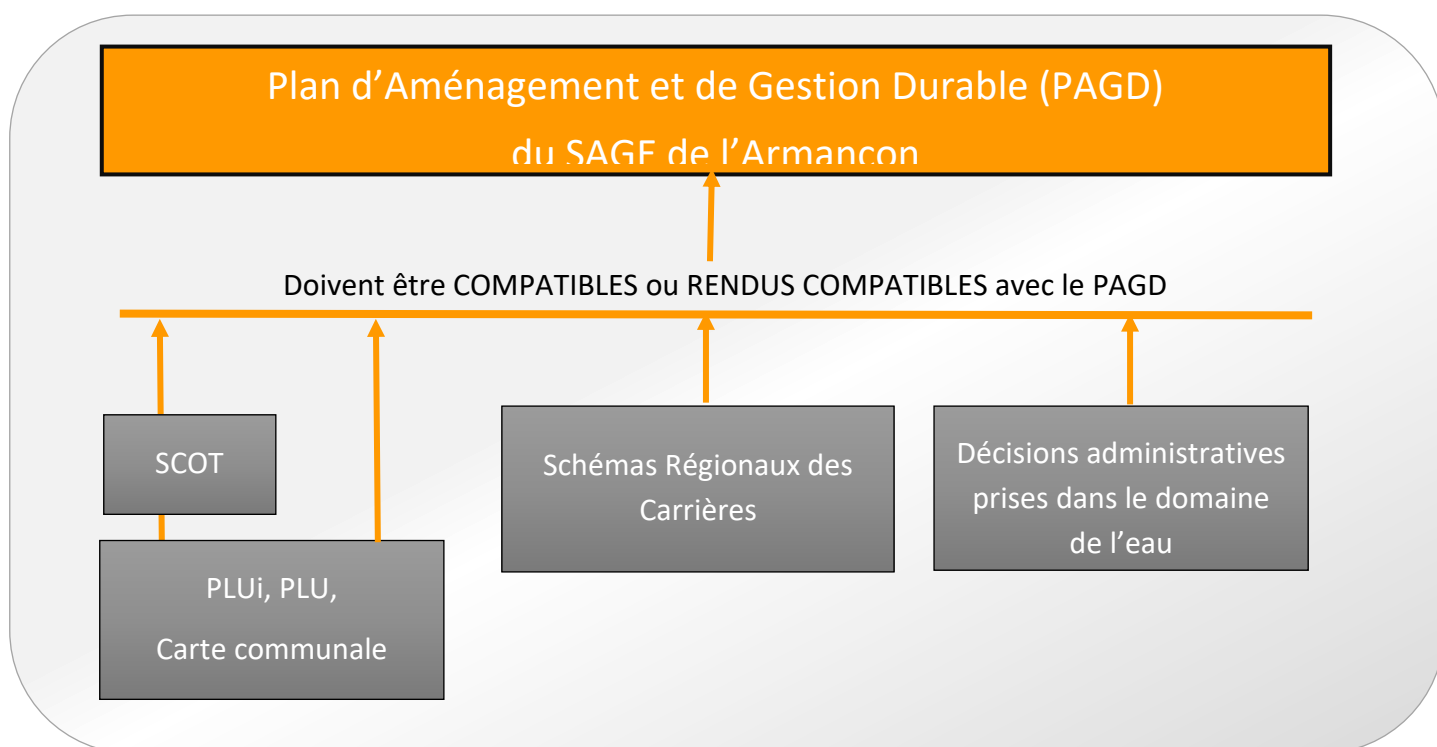 Plan d’Aménagement et de Gestion Durable (PAGD)
du SAGE de l’Armançon
Doivent être COMPATIBLES ou RENDUS COMPATIBLES avec le PAGD
SCOT
PLUi, PLU,
Carte communale
Schémas Régionaux des
Carrières
Décisions administratives
prises dans le domaine
de l’eau